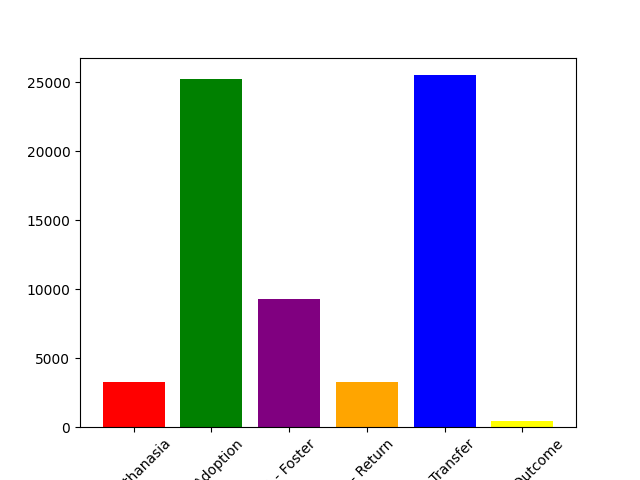 25000
20000
15000
10000
5000
0
thanasia
Adoption
- Foster
- Return
Transfer
Outcome